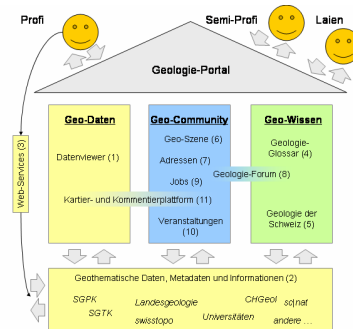 Profi
Semi-Profi
Laien
Geologie-Portal
Geo-Daten
Geo-Community
Geo-Wissen
Datenviewer (1)
Geo-Szene (6)
Adressen (7)
Jobs (9)
Geologie-
Glossar (4)
Geologie-Forum (8)
Kartier- und Kommentierplattform (11)
Veranstaltungen
(10)
Geologie der
Schweiz (5)
Web-Services (3)
Geothematische Daten, Metadaten und Informationen (2)
SGPK
SGTK
Landesgeologie
swisstopo
Universitäten
CHGeol
sc|nat
andere ...